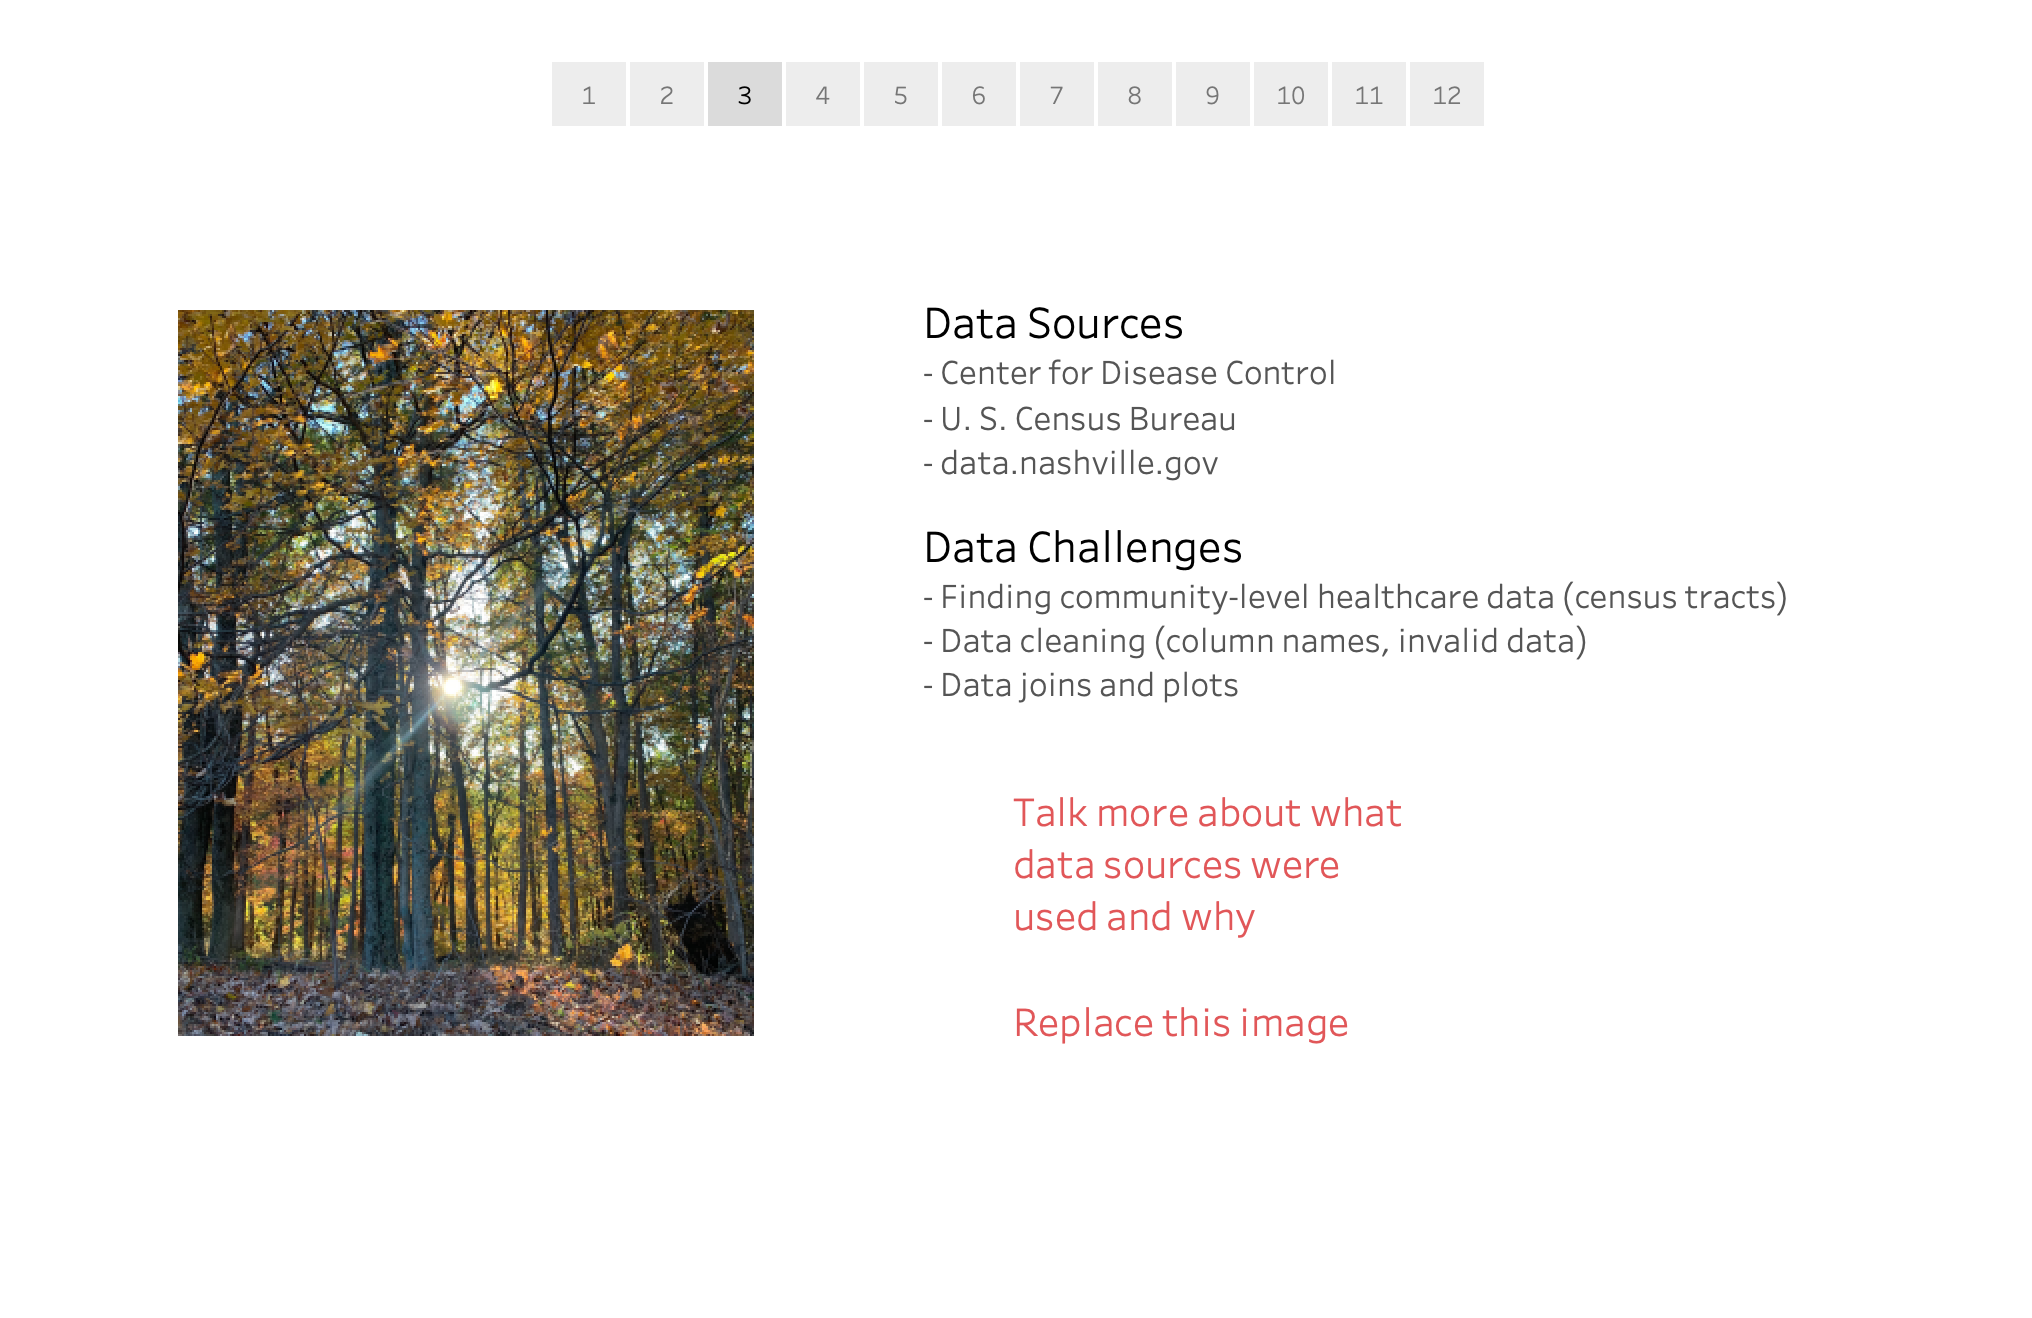 1 2 3 4 5 6 7 8 9 10 11 12
Data Sources
- Center for Disease Control
- U. S. Census Bureau
- data.nashville.gov
Data Challenges
- Finding community-level healthcare data (census tracts)
- Data cleaning (column names, invalid data)
- Data joins and plots
Talk more about what
data sources were
used and why
Replace this image